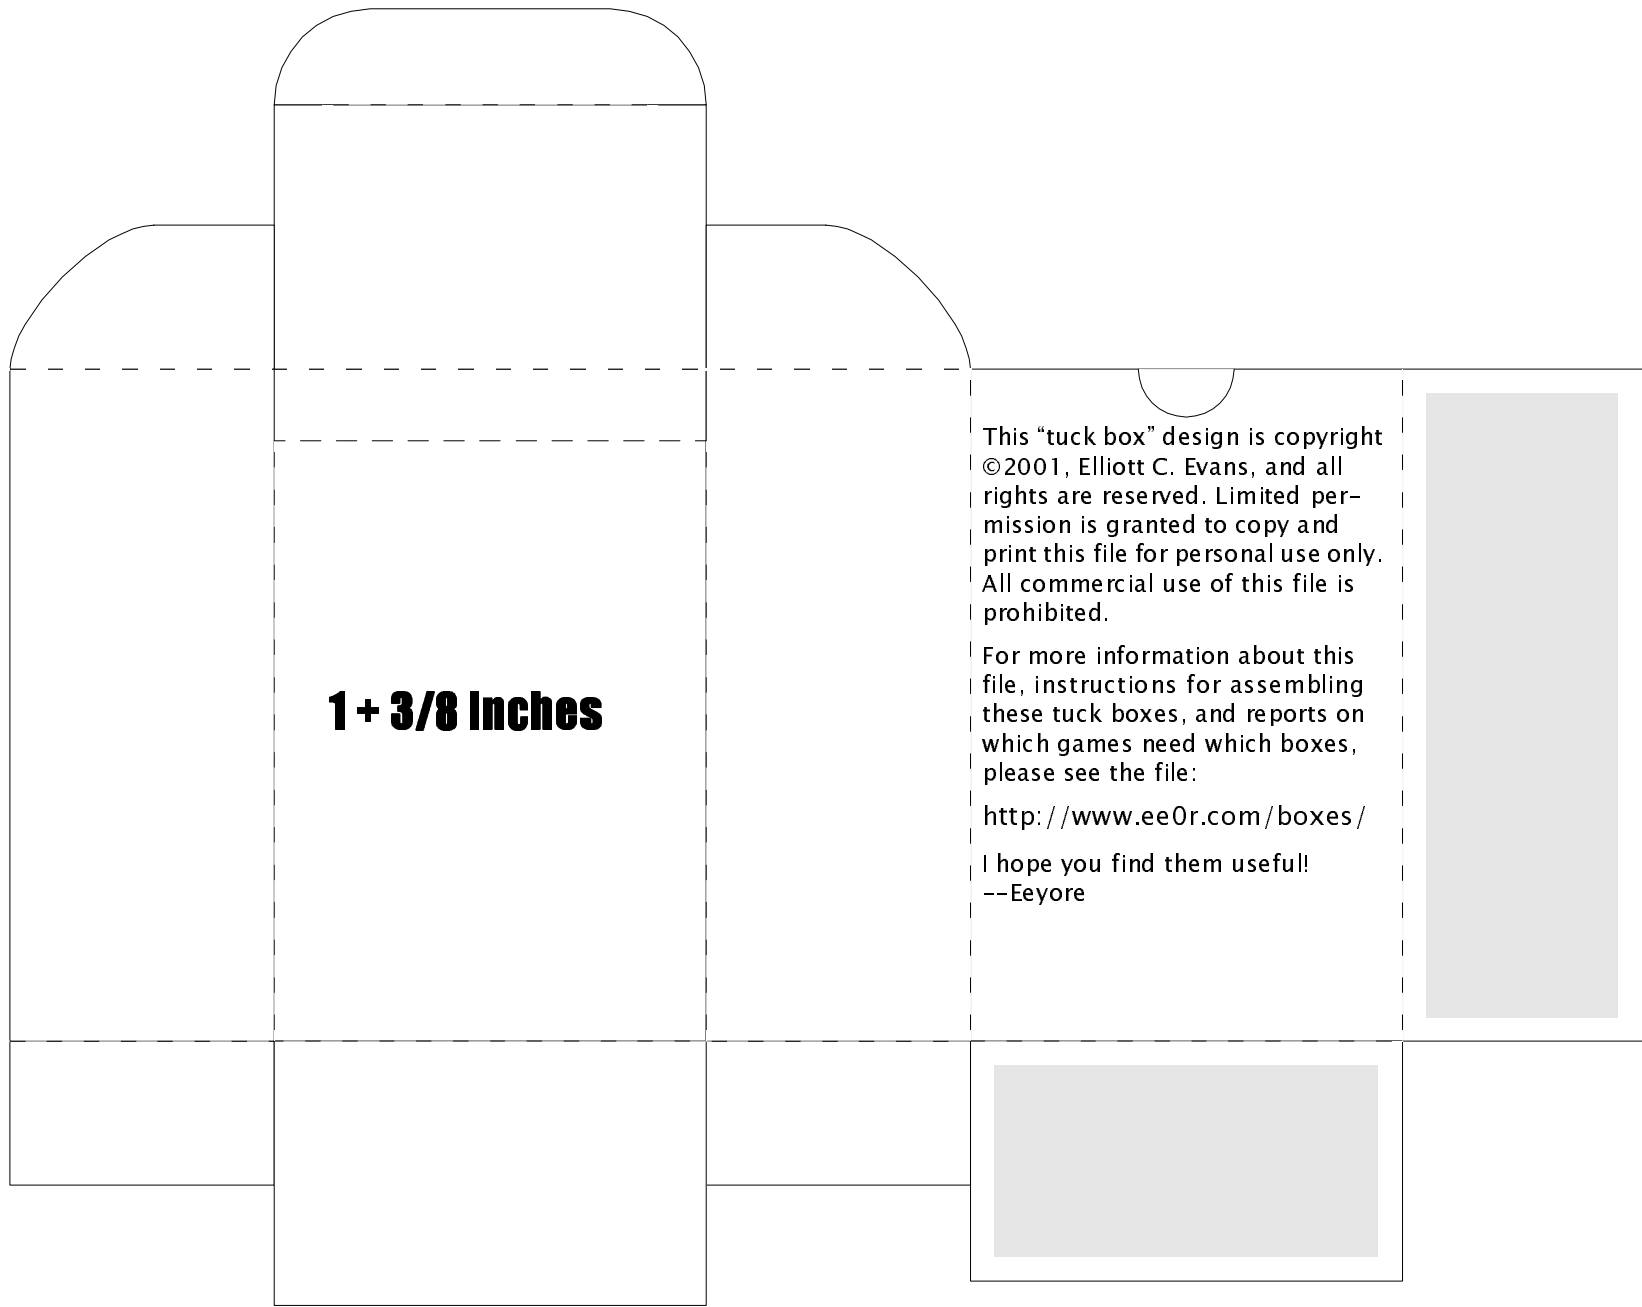 This “tuck box” design is copyright
©2001, Elliott C. Evans, and all
rights are reserved. Limited per-
mission is granted to copy and
print this file for personal use only.
All commercial use of this file is
prohibited.
1 + 3/8 Inches
For more information about this
file, instructions for assembling
these tuck boxes, and reports on
which games need which boxes,
please see the file:
http://www.ee0r.com/boxes/
I hope you find them useful!
--Eeyore